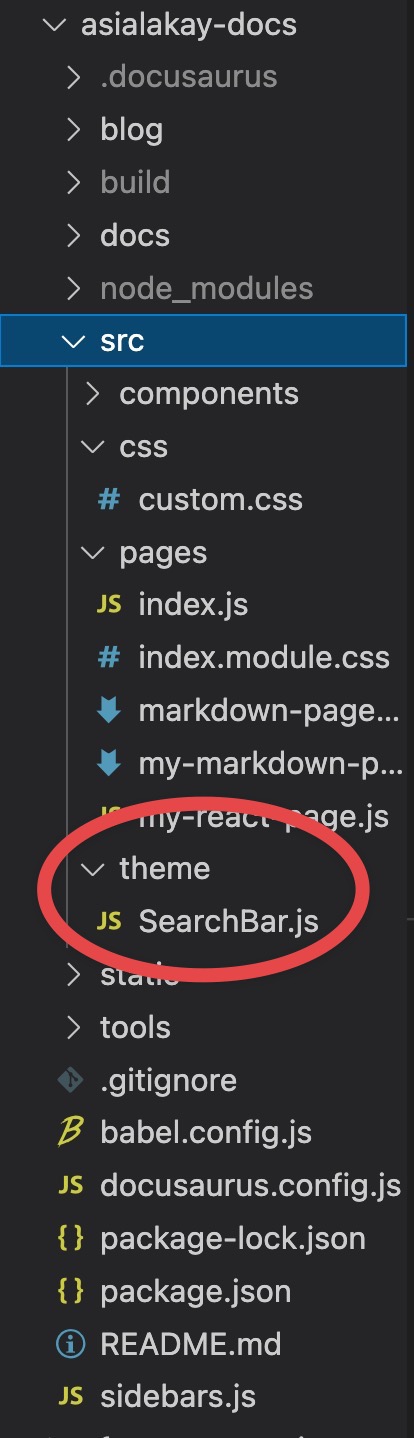 asialakay-docs
.docusaurus
blog
build
docs
node_modules
src
components
css
# custom.css
pages
JS index.js
# index.module.css
markdown-page...
my-markdown-p...
JS my-react-page.js
theme
JS SearchBar.js
static
tools
.gitignore
B babel.config.js
JS docusaurus.config.js
{} package-lock.json
{} package.json
README.md
JS sidebars.js